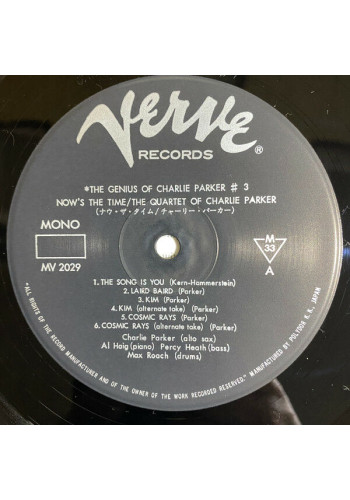 Verve
RECORDS
®
*THE GENIUS OF CHARLIE PARKER # 3
NOW'S THE TIME/THE QUARTET OF CHARLIE PARKER
(ナウ・ザ・タイム/チャーリー・パーカー)
MONO
MV 2029
M
33
A
1. THE SONG IS YOU (Kern-Hammerstein)
2. LAIRD BAIRD (Parker)
3. KIM (Parker)
4. KIM (alternate take) (Parker)
5. COSMIC RAYS (Parker)
6. COSMIC RAYS (alternate take) (Parker)
Charlie Parker (alto sax)
Al Haig (piano) Percy Heath (bass)
Max Roach (drums)
*ALL RIGHTS OF THE RECORD MANUFACTURER AND OF THE OWNER OF THE WORK RECORDED RESERVED." MANUFACTURED BY POLYDOR K. K., JAPAN